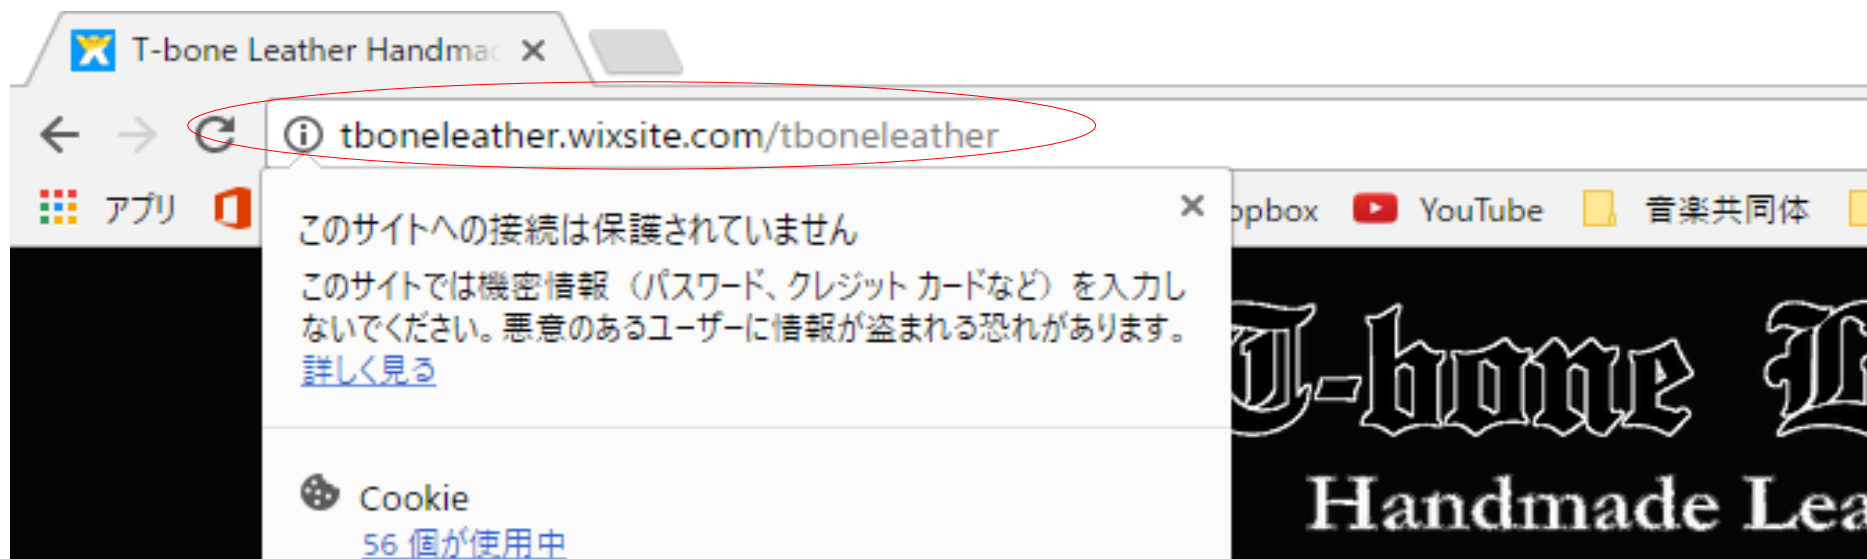 T-bone Leather Handma
tboneleather.wixsite.com/tboneleather
アプリ
opbox
YouTube
音楽共同体
このサイトへの接続は保護されていません
このサイトでは機密情報（パスワード、クレジット カードなど）を入力し
ないでください。悪意のあるユーザーに情報が盗まれる恐れがあります。
詳しく見る
Cookie
56 個が使用中
T-bone L
Handmade Lea